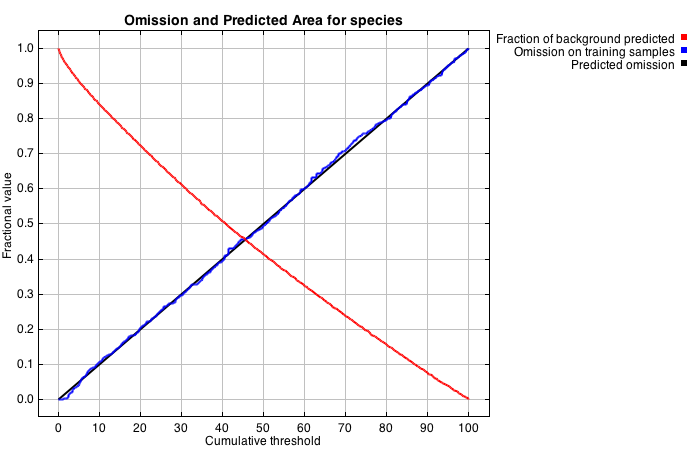 Omission and Predicted Area for species
Fraction of background predicted
Omission on training samples
Predicted omission
Fractional value
1.0
0.9
0.8
0.7
0.6
0.5
0.4
0.3
0.2
0.1
0.0
0 10 20 30 40 50 60 70 80 90 100
Cumulative threshold